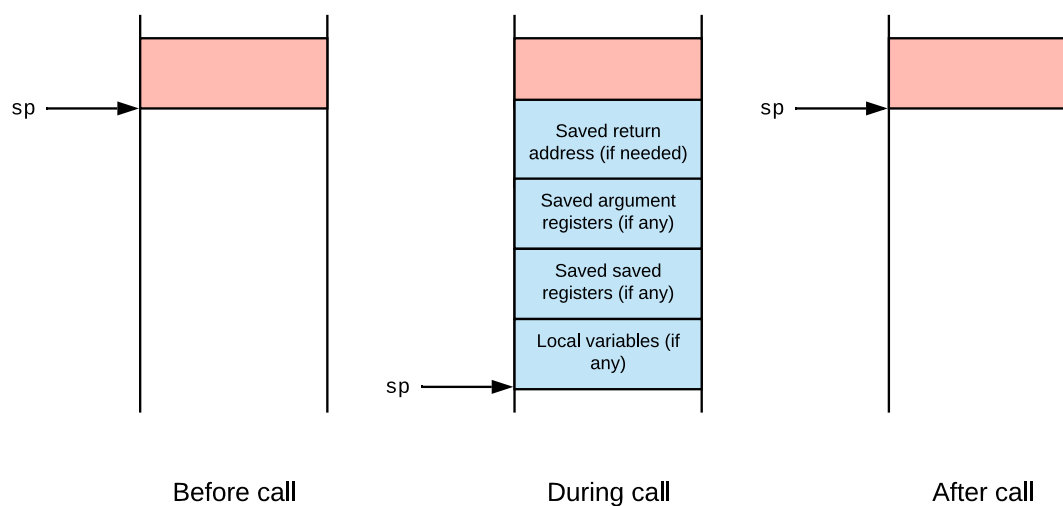 sp
Before call
Saved return
address (if needed)
Saved argument
registers (if any)
Saved saved
registers (if any)
Local variables (if
any)
sp
During call
sp
After call